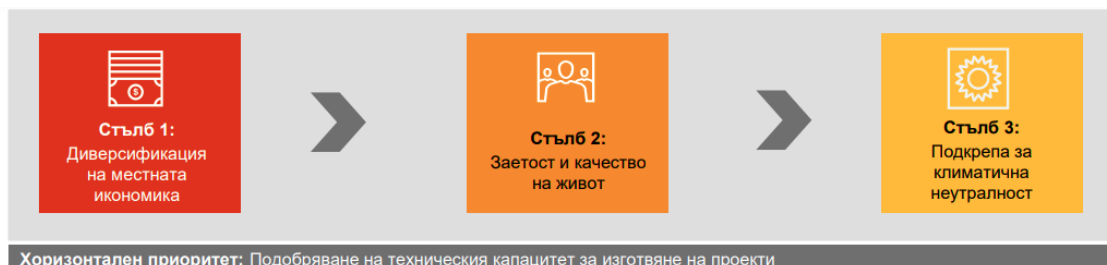 Стълб 1:
Диверсификация
на местната
икономика
Стълб 2:
Заетост и качество
на живот
Стълб 3:
Подкрепа за
климатична
неутралност
Хоризонтален приоритет: Подобряване на техническия капацитет за изготвяне на проекти